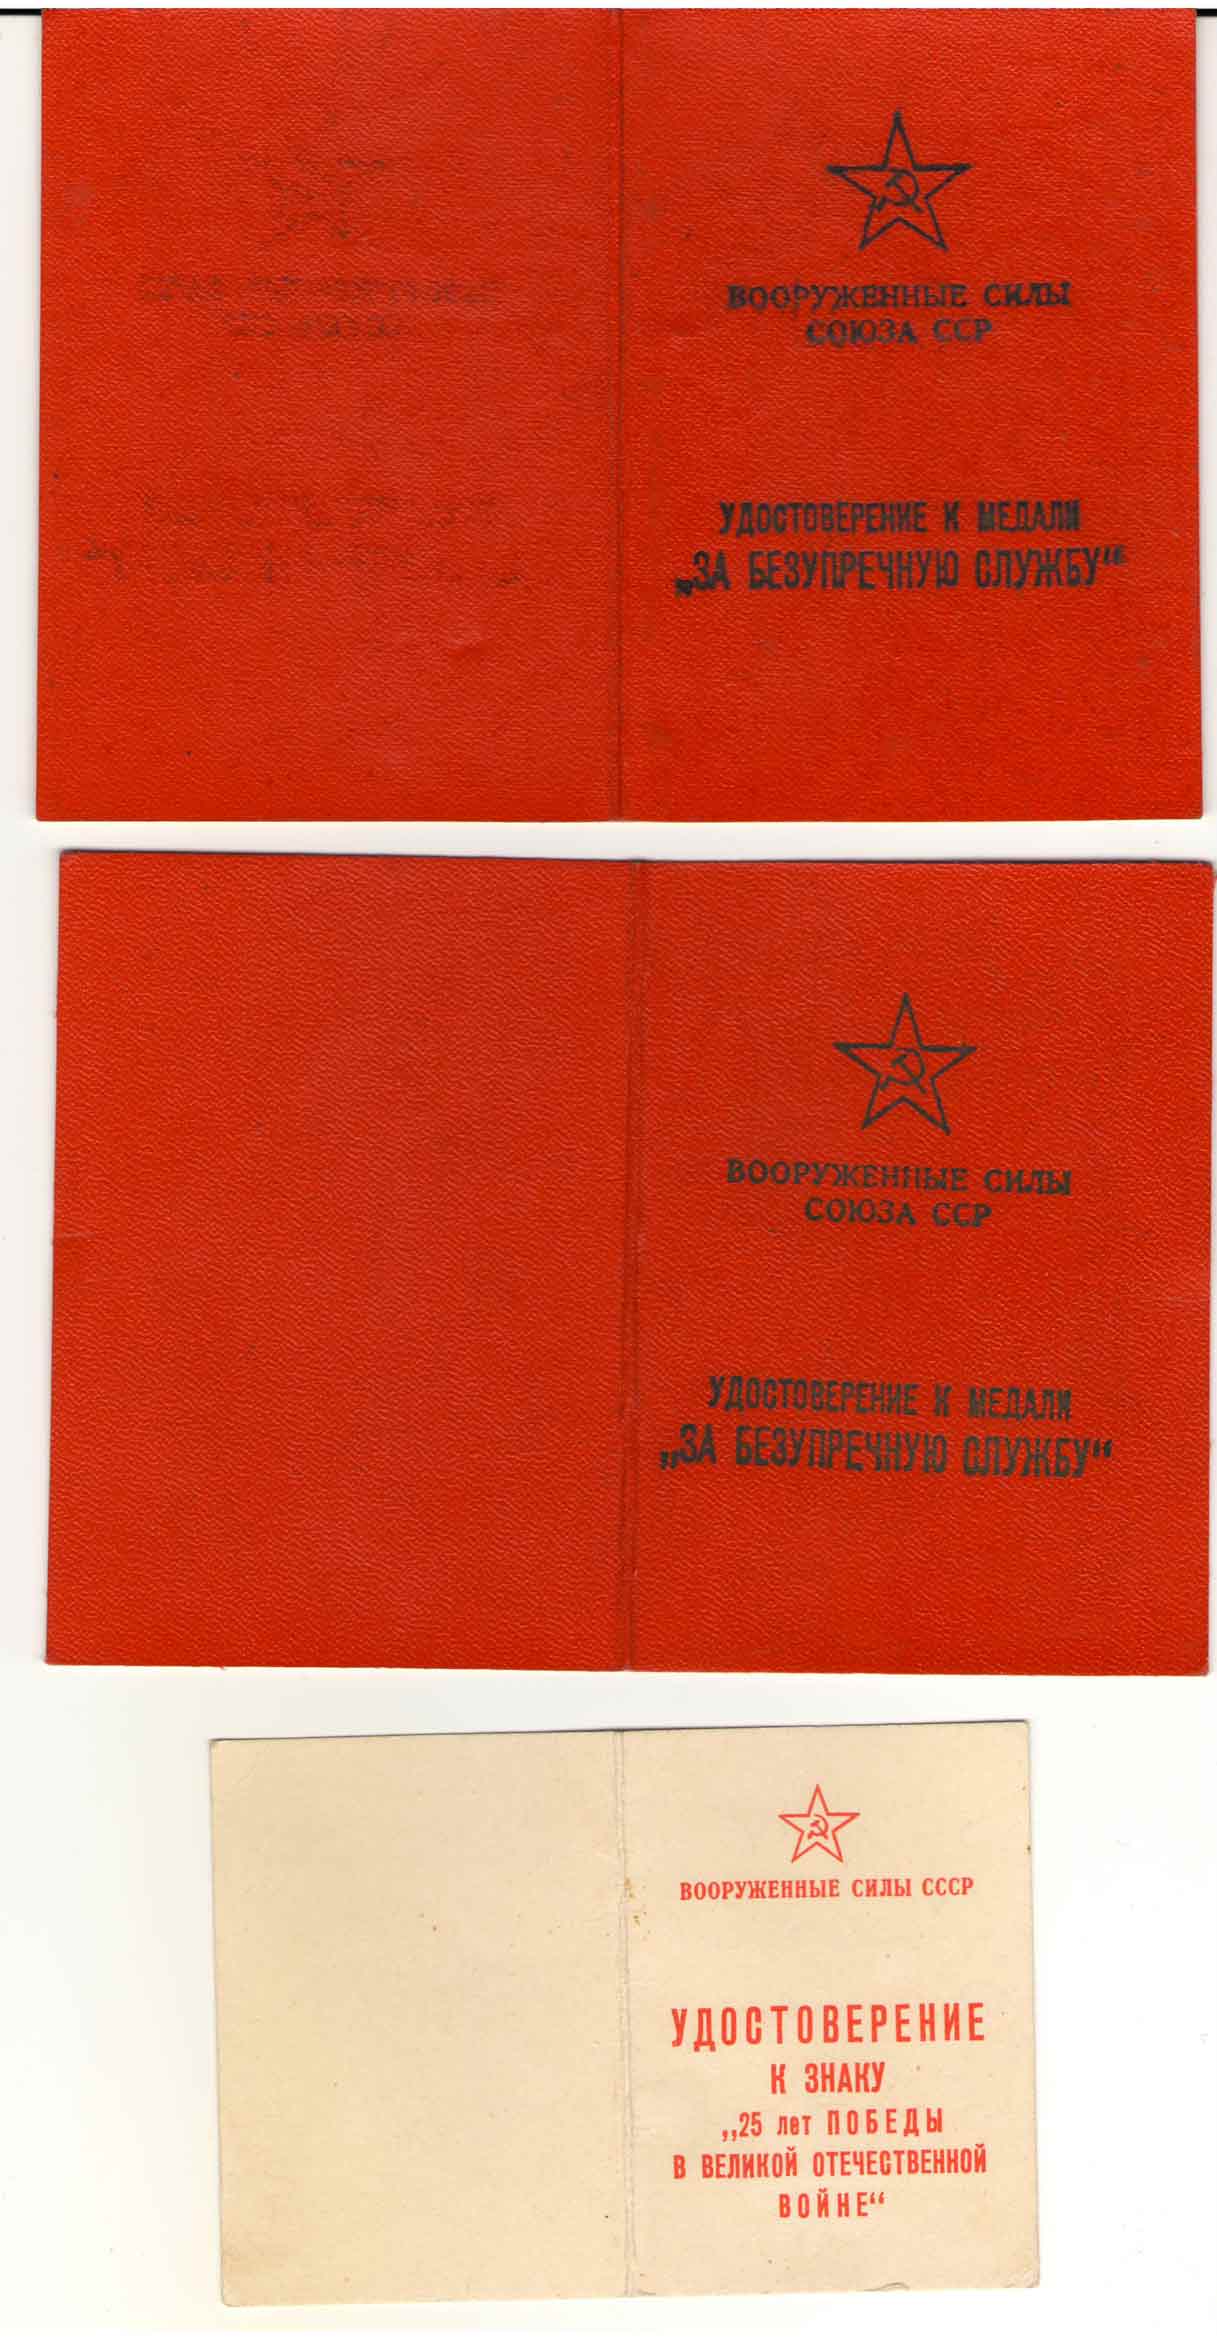 ВООРУЖЕННЫЕ СИЛЫ
СОЮЗА ССР
УДОСТОВЕРЕНИЕ К МЕДАЛИ
„ЗА БЕЗУПРЕЧНУЮ СЛУЖБУ“
ВООРУЖЕННЫЕ СИЛЫ
СОЮЗА ССР
УДОСТОВЕРЕНИЕ К МЕДАЛИ
„ЗА БЕЗУПРЕЧНУЮ СЛУЖБУ“
ВООРУЖЕННЫЕ СИЛЫ СССР
УДОСТОВЕРЕНИЕ
К ЗНАКУ
„25 лет ПОБЕДЫ
В ВЕЛИКОЙ ОТЕЧЕСТВЕННОЙ
ВОЙНЕ“